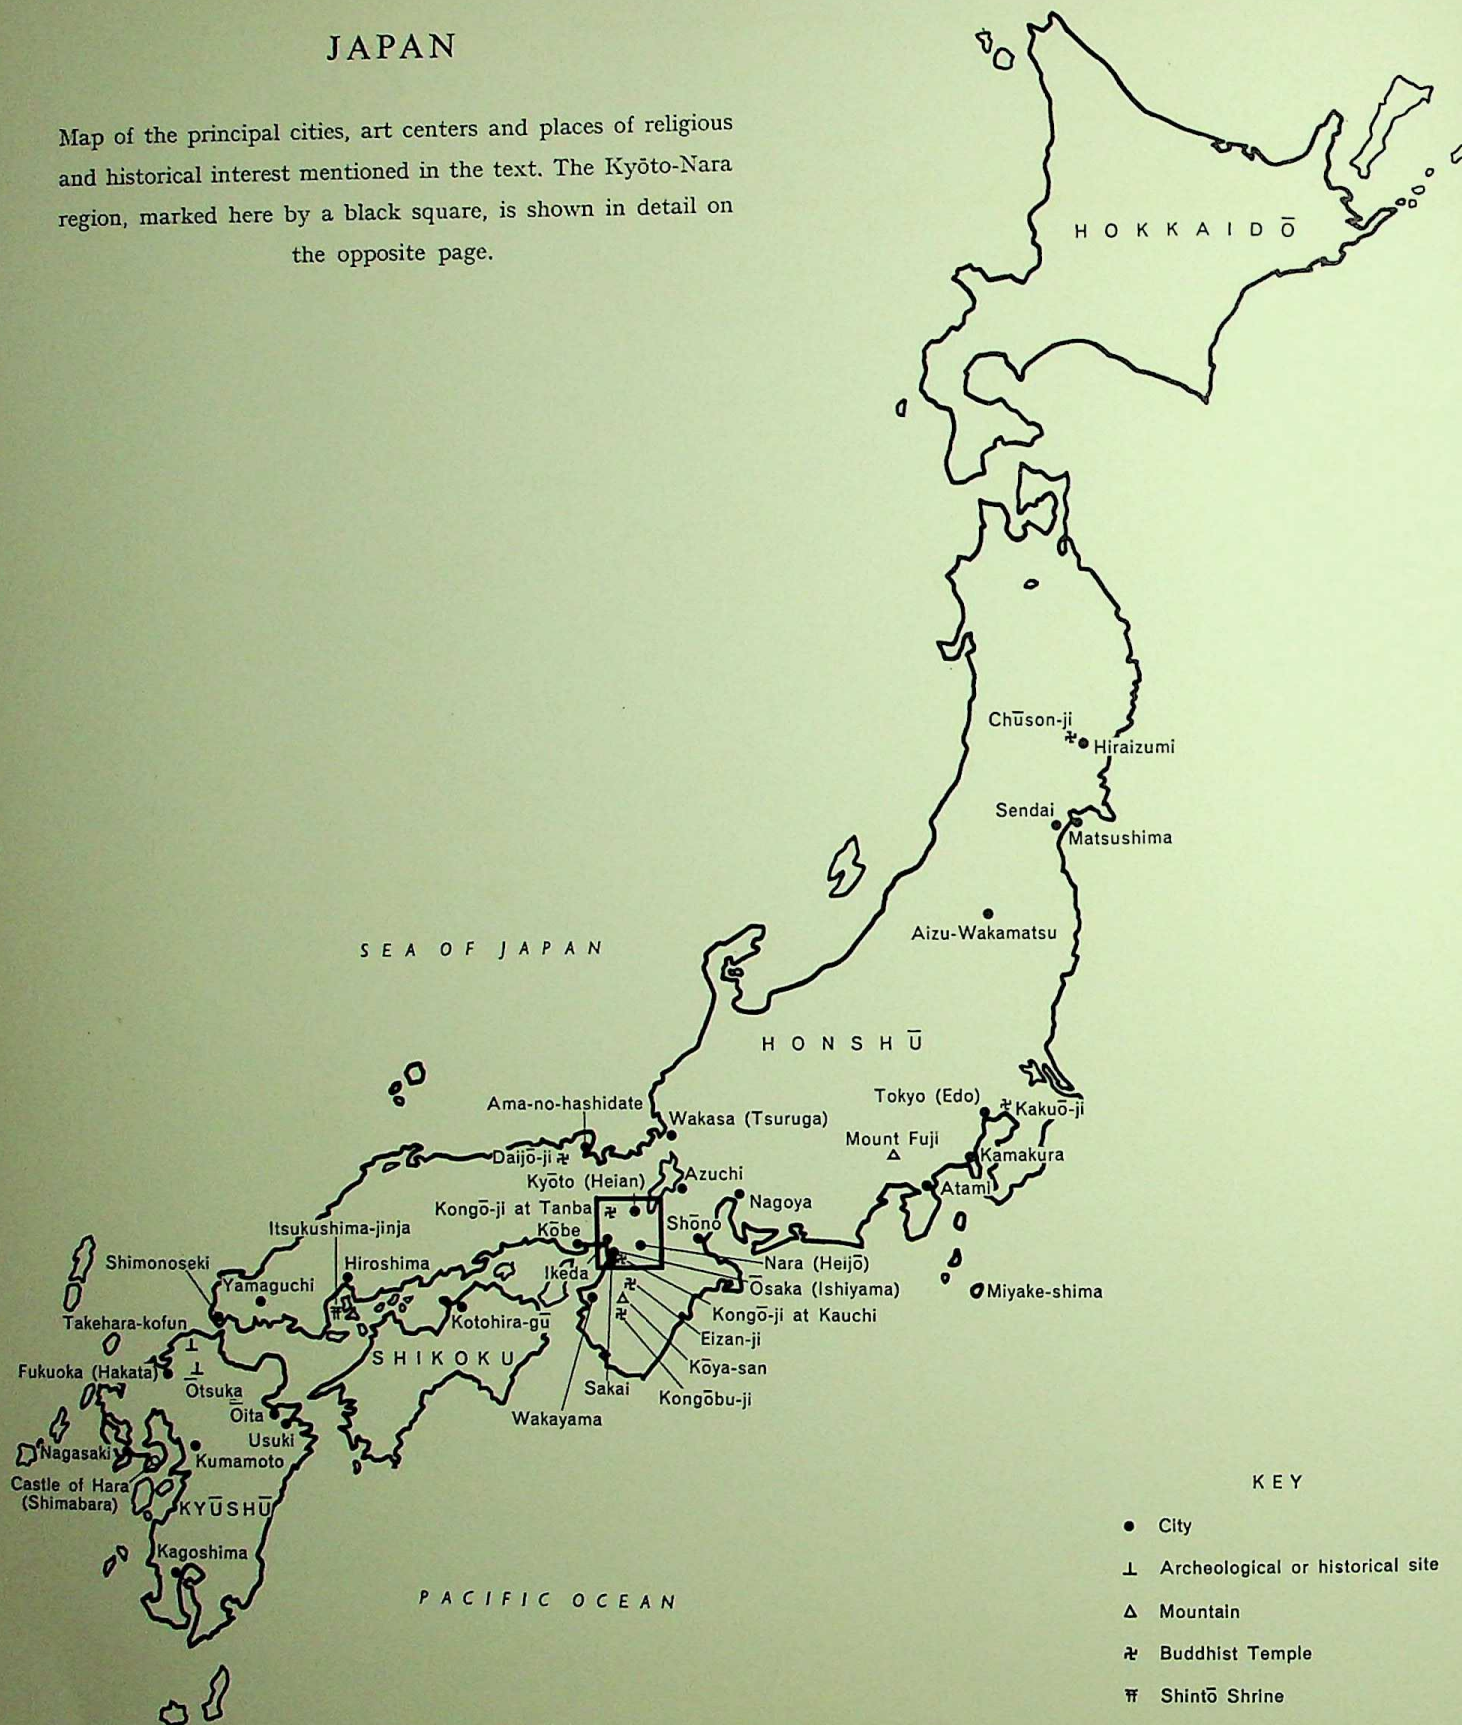 JAPAN
Map of the principal cities, art centers and places of religious
and historical interest mentioned in the text. The Kyōto-Nara
region, marked here by a black square, is shown in detail on
the opposite page.
HOKKAIDŌ
Chūson-ji
Hiraizumi
Sendai
Matsushima
Aizu-Wakamatsu
SEA OF JAPAN
HONSHŪ
Tokyo (Edo)
Kakuō-ji
Ama-no-hashidate
Wakasa (Tsuruga)
Mount Fuji
Kamakura
Daijō-ji
Kyōto (Heian)
Azuchi
Atami
Kongō-ji at Tanba
Nagoya
Itsukushima-jinja
Kōbe
Shōno
Shimonoseki
Hiroshima
Ikeda
Nara (Heijō)
Yamaguchi
Ōsaka (Ishiyama)
Miyake-shima
Takehara-kofun
Kotohira-gū
Kongō-ji at Kauchi
Eizan-ji
SHIKOKU
Kōya-san
Fukuoka (Hakata)
Ōtsuka
Sakai
Kongōbu-ji
Ōita
Wakayama
Usuki
Nagasaki
Kumamoto
Castle of Hara
(Shimabara)
KYŪSHŪ
Kagoshima
PACIFIC OCEAN
KEY
City
Archeological or historical site
Mountain
Buddhist Temple
Shintō Shrine